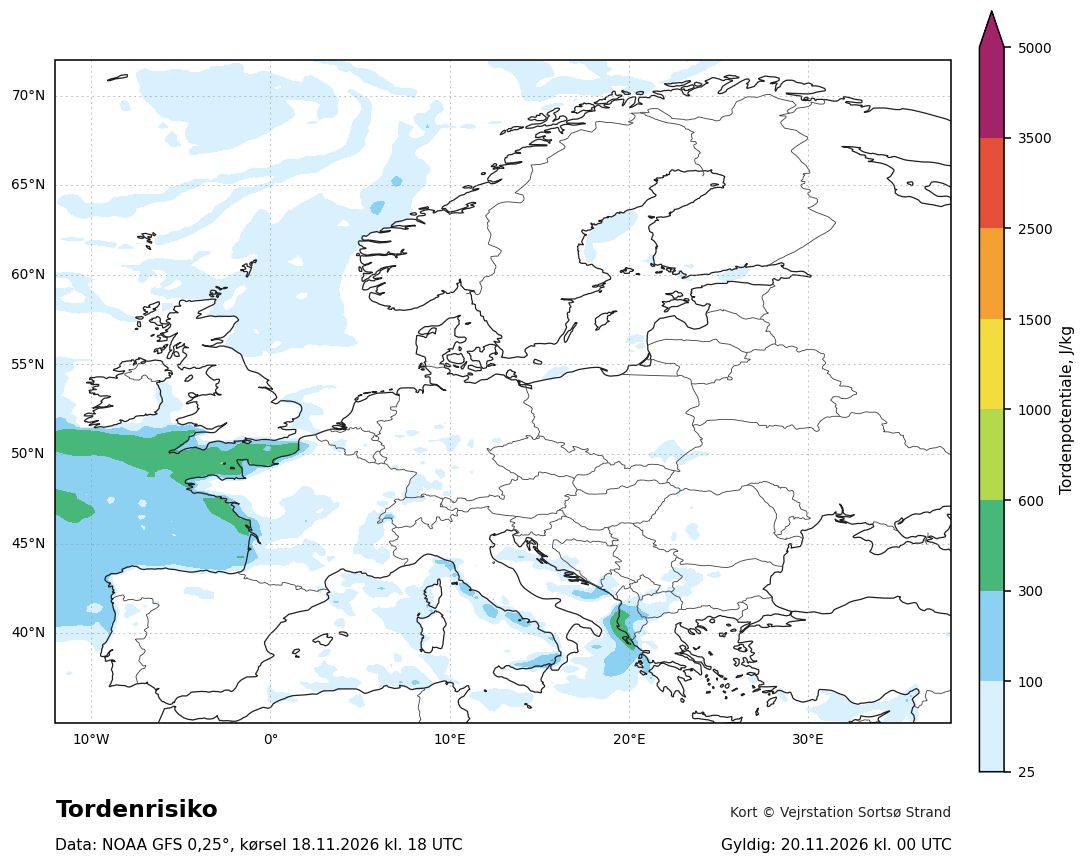 70°N
65°N
60°N
55°N
50°N
45°N
40°N
10°W
0°
10°E
20°E
30°E
5000
3500
2500
1500
1000
600
300
100
25
Tordenpotentiale, J/kg
Tordenrisiko
Kort © Vejrstation Sortsø Strand
Data: NOAA GFS 0,25°, kørsel 18.11.2026 kl. 18 UTC
Gyldig: 20.11.2026 kl. 00 UTC